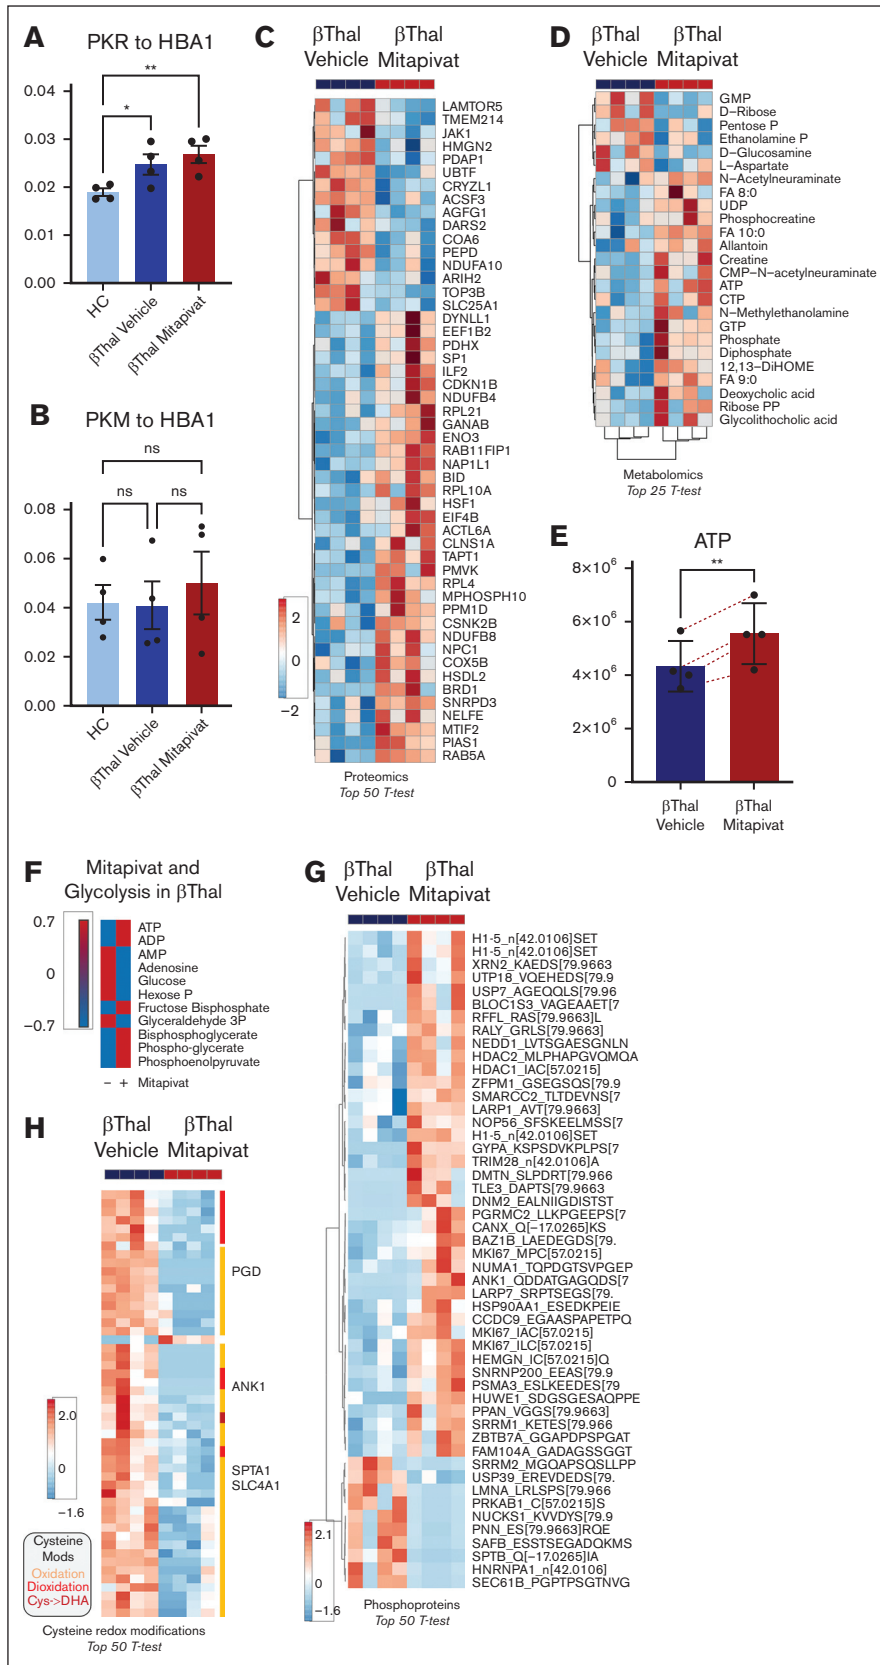 A
PKR to HBA1
**
*
0.04
0.03
0.02
0.01
0.00
HC
βThal Vehicle
βThal Mitapivat
B
PKM to HBA1
ns
ns
ns
0.08
0.06
0.04
0.02
0.00
HC
βThal Vehicle
βThal Mitapivat
C
βThal
Vehicle
βThal
Mitapivat
LAMTOR5
TMEM214
JAK1
HMGN2
PDAP1
UBTF
CRYZL1
ACSF3
AGFG1
DARS2
COA6
PEPD
NDUFA10
ARIH2
TOP3B
SLC25A1
DYNLL1
EEF1B2
PDHX
SP1
ILF2
CDKN1B
NDUFB4
RPL21
GANAB
ENO3
RAB11FIP1
NAP1L1
BID
RPL10A
HSF1
EIF4B
ACTL6A
CLNS1A
TAPT1
PMVK
RPL4
MPHOSPH10
PPM1D
CSNK2B
NDUFB8
NPC1
COX5B
HSDL2
BRD1
SNRPD3
NELFE
MTIF2
PIAS1
RAB5A
2
0
−2
Proteomics
Top 50 T-test
D
βThal
Vehicle
βThal
Mitapivat
GMP
D−Ribose
Pentose P
Ethanolamine P
D−Glucosamine
L−Aspartate
N−Acetylneuraminate
FA 8:0
UDP
Phosphocreatine
FA 10:0
Allantoin
Creatine
CMP−N−acetylneuraminate
ATP
CTP
N−Methylethanolamine
GTP
Phosphate
Diphosphate
12,13−DiHOME
FA 9:0
Deoxycholic acid
Ribose PP
Glycolithocholic acid
Metabolomics
Top 25 T-test
E
ATP
**
8×10⁶
6×10⁶
4×10⁶
2×10⁶
0
βThal
Vehicle
βThal
Mitapivat
F
Mitapivat and
Glycolysis in βThal
0.7
0
−0.7
ATP
ADP
AMP
Adenosine
Glucose
Hexose P
Fructose Bisphosphate
Glyceraldehyde 3P
Bisphosphoglycerate
Phospho-glycerate
Phosphoenolpyruvate
− + Mitapivat
G
βThal
Vehicle
βThal
Mitapivat
H1-5_n[42.0106]SET
H1-5_n[42.0106]SET
XRN2_KAEDS[79.9663
UTP18_VQEHEDS[79.9
USP7_AGEQQLS[79.96
BLOC1S3_VAGEAAET[7
RFFL_RAS[79.9663]L
RALY_GRLS[79.9663]
NEDD1_LVTSGAESGNLN
HDAC2_MLPHAPGVQMQA
HDAC1_IAC[57.0215]
ZFPM1_GSEGSQS[79.9
SMARCC2_TLTDEVNS[7
LARP1_AVT[79.9663]
NOP56_SFSKEELMSS[7
H1-5_n[42.0106]SET
GYPA_KSPSDVKPLPS[7
TRIM28_n[42.0106]A
DMTN_SLPDRT[79.966
TLE3_DAPTS[79.9663
DNM2_EALNIIGDISTST
PGRMC2_LLKPGEEPS[7
CANX_Q[-17.0265]KS
BAZ1B_LAEDEGDS[79.
MKI67_MPC[57.0215]
NUMA1_TQPDGTSVPGEP
ANK1_QDDATGAGQDS[7
LARP7_SRPTSEGS[79.
HSP90AA1_ESEDKPEIE
CCDC9_EGAASPAPETPQ
MKI67_IAC[57.0215]
MKI67_ILC[57.0215]
HEMGN_IC[57.0215]Q
SNRNP200_EEAS[79.9
PSMA3_ESLKEEDES[79
HUWE1_SDGSGESAQPPE
PPAN_VGGS[79.9663]
SRRM1_KETES[79.966
ZBTB7A_GGAPDPSPGAT
FAM104A_GADAGSSGGT
SRRM2_MGQAPSQSLLPP
USP39_EREVDEDS[79.
LMNA_LRLSPS[79.966
PRKAB1_C[57.0215]S
NUCKS1_KVVDYS[79.9
PNN_ES[79.9663]RQE
SAFB_ESSTSEGADQKMS
SPTB_Q[-17.0265]IA
HNRNPA1_n[42.0106]
SEC61B_PGPTPSGTNVG
2.1
0
−1.6
Phosphoproteins
Top 50 T-test
H
βThal
Vehicle
βThal
Mitapivat
PGD
ANK1
SPTA1
SLC4A1
2.0
0
−1.6
Cysteine
Mods
Oxidation
Dioxidation
Cys->DHA
Cysteine redox modifications
Top 50 T-test